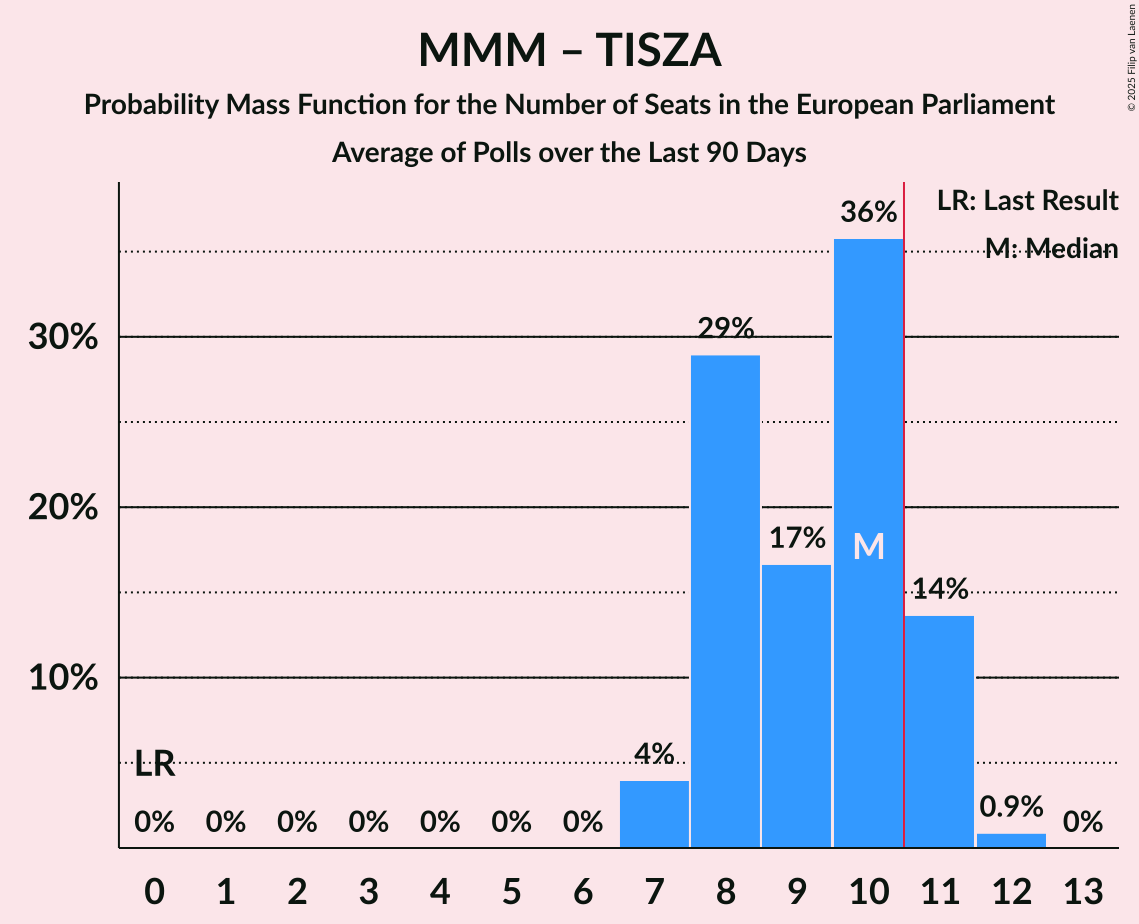 MMM – TISZA
Probability Mass Function for the Number of Seats in the European Parliament
Average of Polls over the Last 90 Days
© 2025 Filip van Laenen
LR: Last Result
M: Median
30%
20%
10%
LR
M
0% 0% 0% 0% 0% 0% 0% 4% 29% 17% 36% 14% 0.9% 0%
0 1 2 3 4 5 6 7 8 9 10 11 12 13